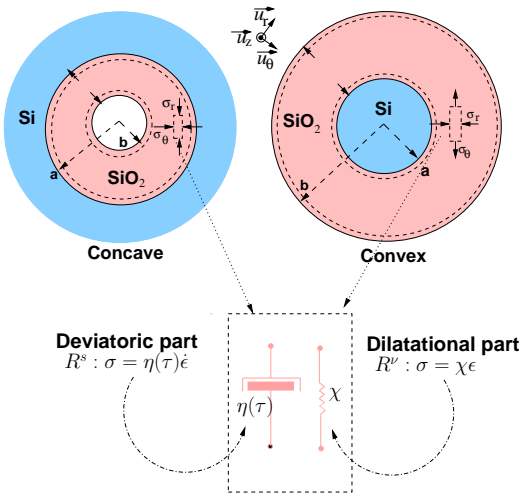 Si
b
a
σ_r
σ_θ
SiO₂
Concave
u_r
u_z
u_θ
Si
SiO₂
b
a
σ_r
σ_θ
Convex
Deviatoric part
R^s : σ = η(τ)ε̇
Dilatational part
R^ν : σ = χε
η(τ)
χ